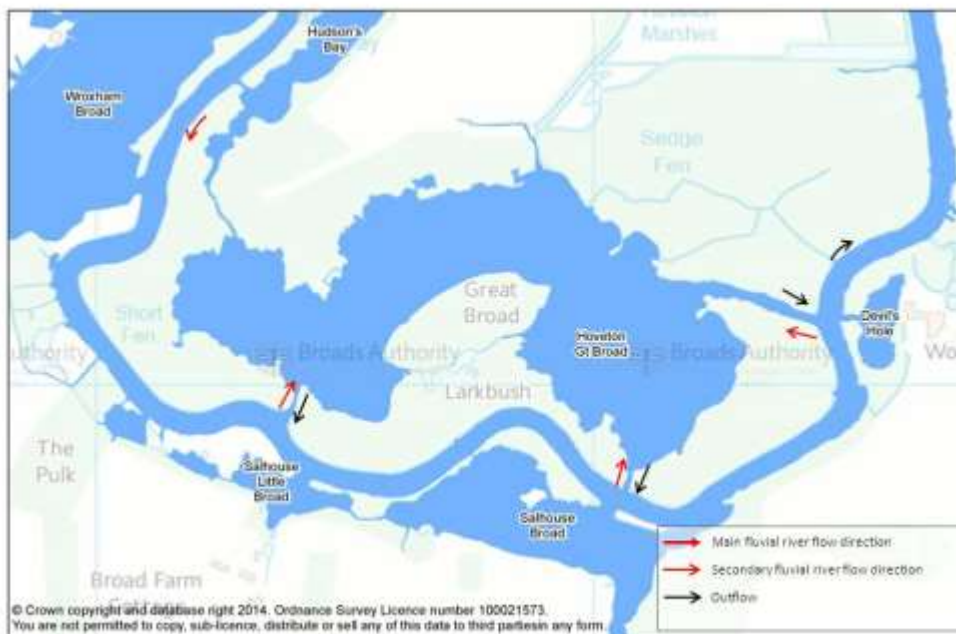 Hudson's
Bay
Marshes
Wroxham
Broad
Sedge
Fen
Short
Fen
Great
Broad
Devil's
Hole
Hoveton
Gt Broad
uthority
Broads Authority
Broads Authority
Wo
Larkbush
The
Pulk
Salhouse
Little
Broad
Salhouse
Broad
Broad Farm
Main fluvial river flow direction
Secondary fluvial river flow direction
Outflow
© Crown copyright and database right 2014. Ordnance Survey Licence number 100021573.
You are not permitted to copy, sub-licence, distribute or sell any of this data to third partiesin any form.